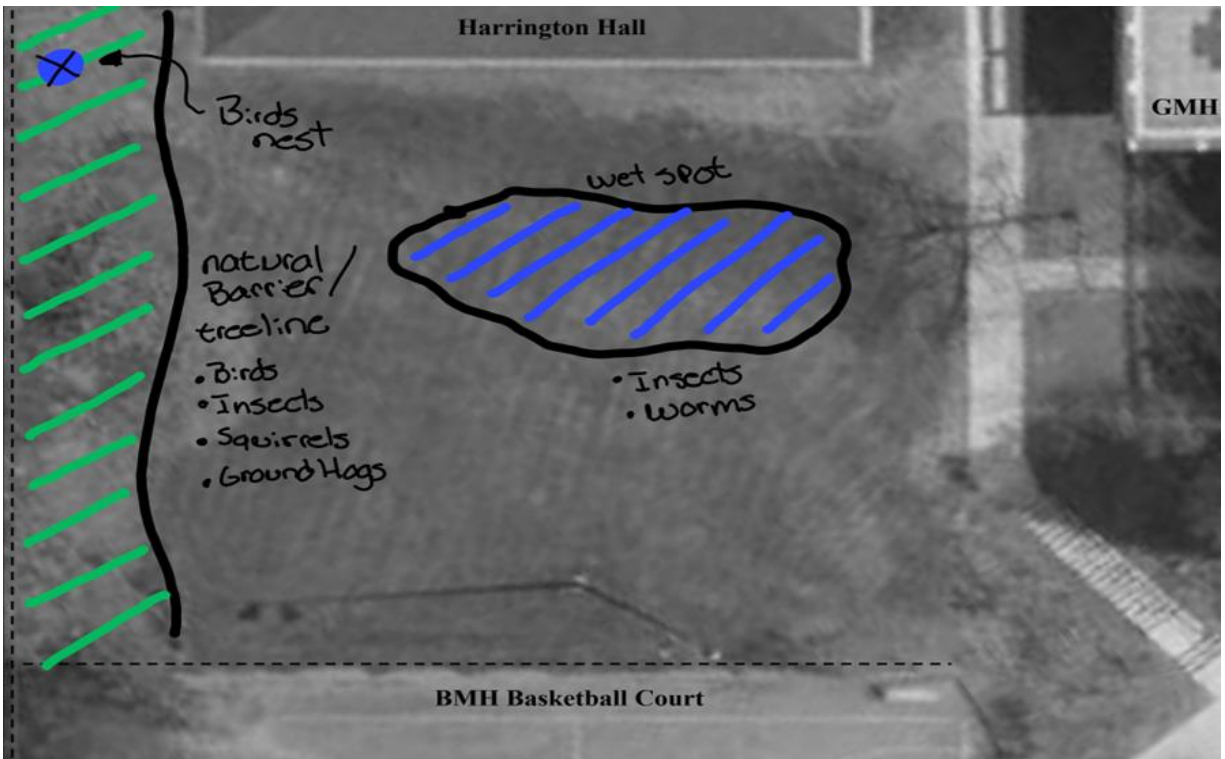 Harrington Hall
GMH
Birds
nest
wet spot
natural
Barrier/
treeline
• Birds
• Insects
• Squirrels
• Ground Hogs
• Insects
• Worms
BMH Basketball Court